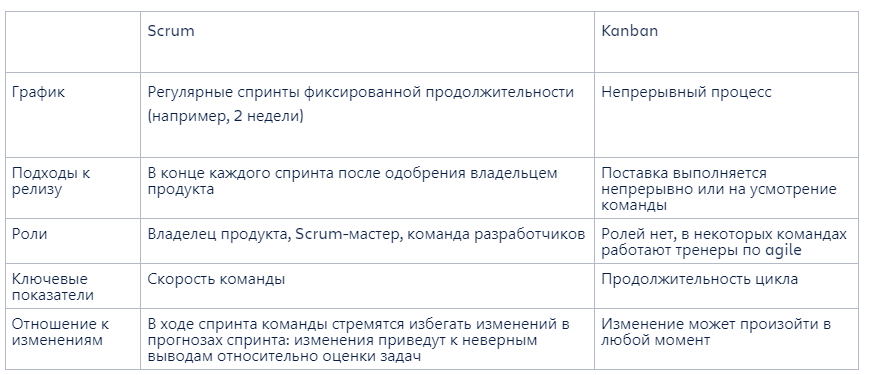 Scrum Kanban
График Регулярные спринты фиксированной продолжительности Непрерывный процесс
(например, 2 недели)
Подходы к В конце каждого спринта после одобрения владельцем Поставка выполняется
релизу продукта непрерывно или на усмотрение
команды
Роли Владелец продукта, Scrum-мастер, команда разработчиков Ролей нет, в некоторых командах
работают тренеры по agile
Ключевые Скорость команды Продолжительность цикла
показатели
Отношение к В ходе спринта команды стремятся избегать изменений в Изменение может произойти в
изменениям прогнозах спринта: изменения приведут к неверным любой момент
выводам относительно оценки задач